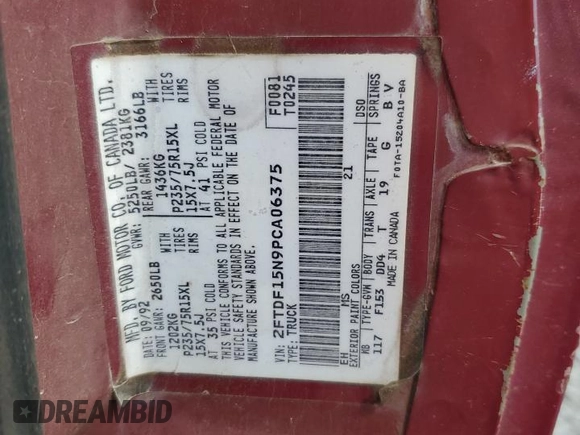 MFD. BY FORD MOTOR CO. OF CANADA LTD.
DATE: 09/92 GVWR: 5250LB/ 2381KG
FRONT GAWR: 2650LB REAR GAWR: 3166LB
1202KG WITH 1436KG WITH
P235/75R15XL TIRES P235/75R15XL TIRES
15X7.5J RIMS 15X7.5J RIMS
AT 35 PSI COLD AT 41 PSI COLD
THIS VEHICLE CONFORMS TO ALL APPLICABLE FEDERAL MOTOR
VEHICLE SAFETY STANDARDS IN EFFECT ON THE DATE OF
MANUFACTURE SHOWN ABOVE.
VIN: 2FTDF15N9PCA06375 F0081
TYPE: TRUCK T0245
EH MS 21
EXTERIOR PAINT COLORS DSO
WB TYPE-GVW BODY TRANS AXLE TAPE SPRINGS
117 F153 DD4 T 19 G B V
MADE IN CANADA F0TA-15204A10-BA
DREAMBID